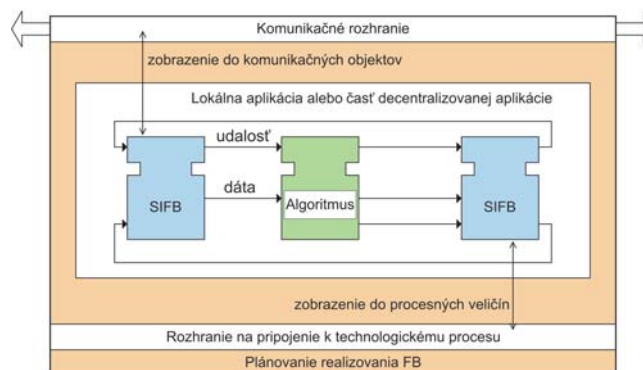 Komunikačné rozhranie
zobrazenie do komunikačných objektov
Lokálna aplikácia alebo časť decentralizovanej aplikácie
udalosť
SIFB
dáta
Algoritmus
SIFB
zobrazenie do procesných veličín
Rozhranie na pripojenie k technologickému procesu
Plánovanie realizovania FB